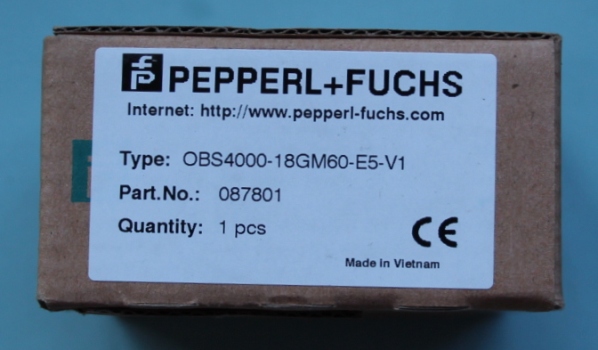 PEPPERL+FUCHS
Internet: http://www.pepperl-fuchs.com
Type: OBS4000-18GM60-E5-V1
Part.No.: 087801
Quantity: 1 pcs
CE
Made in Vietnam